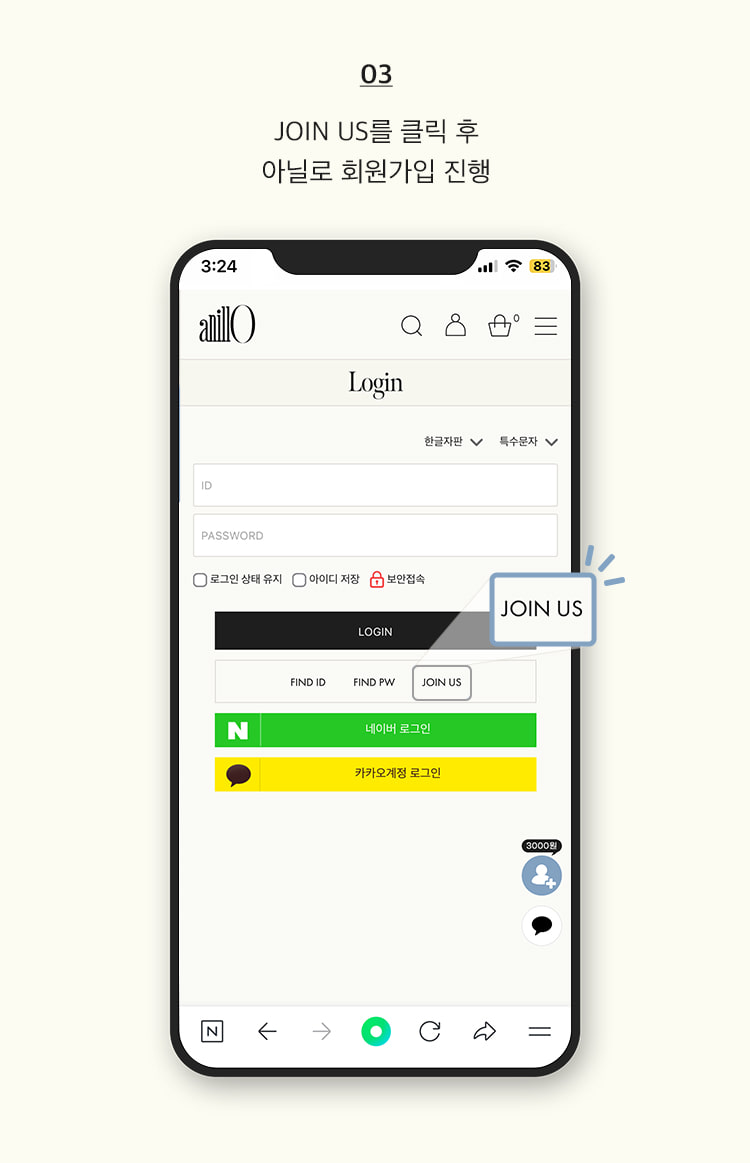 03
JOIN US를 클릭 후
아닐로 회원가입 진행
3:24
83
anillO
0
Login
한글자판 특수문자
ID
PASSWORD
로그인 상태 유지 아이디 저장 보안접속
JOIN US
LOGIN
FIND ID FIND PW JOIN US
N 네이버 로그인
카카오계정 로그인
3000원
N